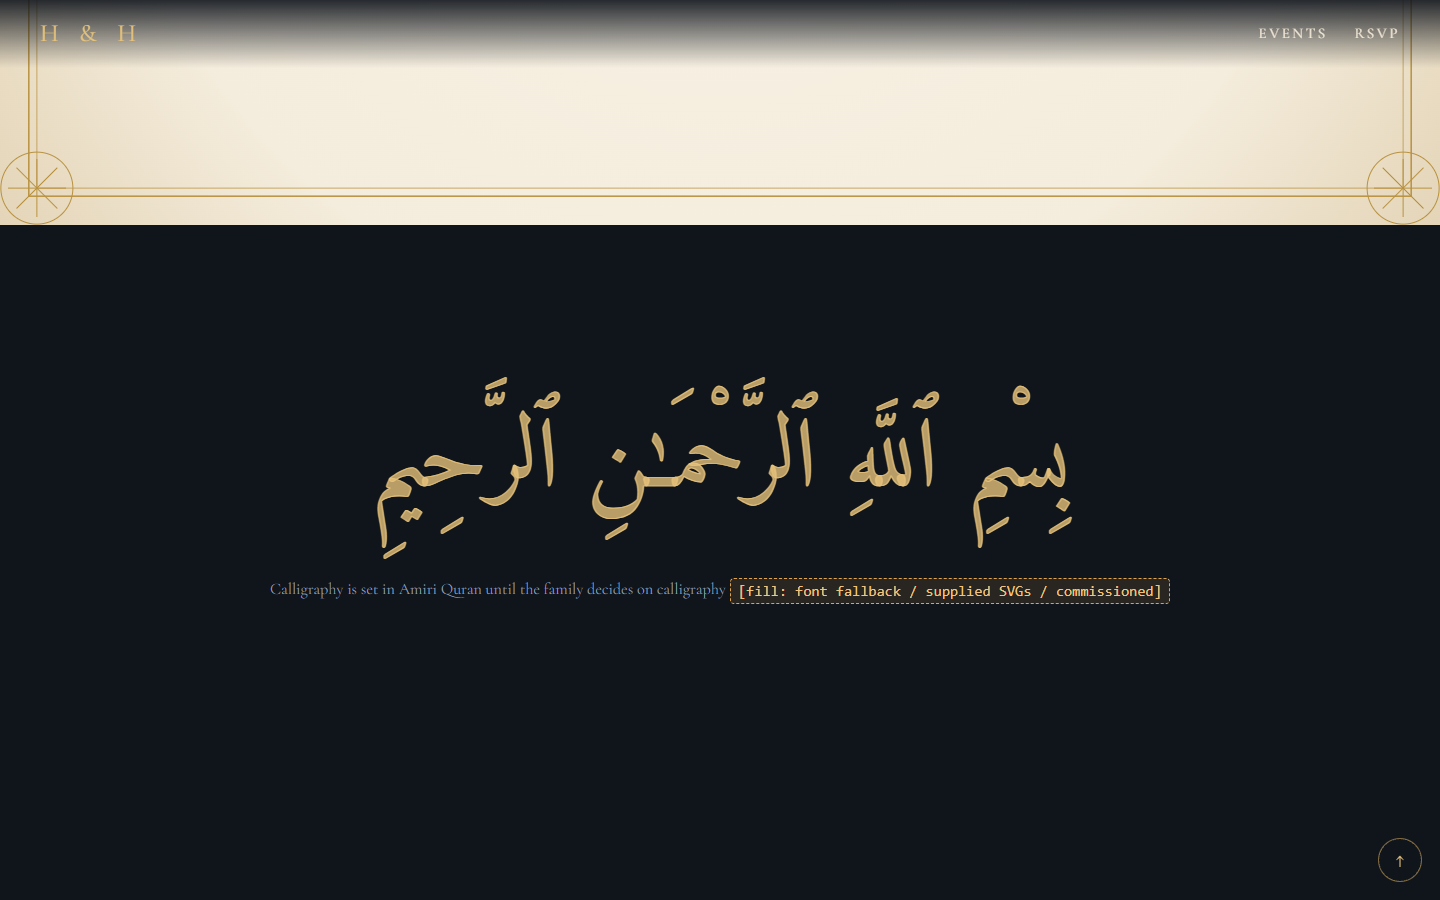 H & H
EVENTS RSVP
بِسْمِ ٱللَّهِ ٱلرَّحْمَـٰنِ ٱلرَّحِيمِ
Calligraphy is set in Amiri Quran until the family decides on calligraphy [fill: font fallback / supplied SVGs / commissioned]
↑